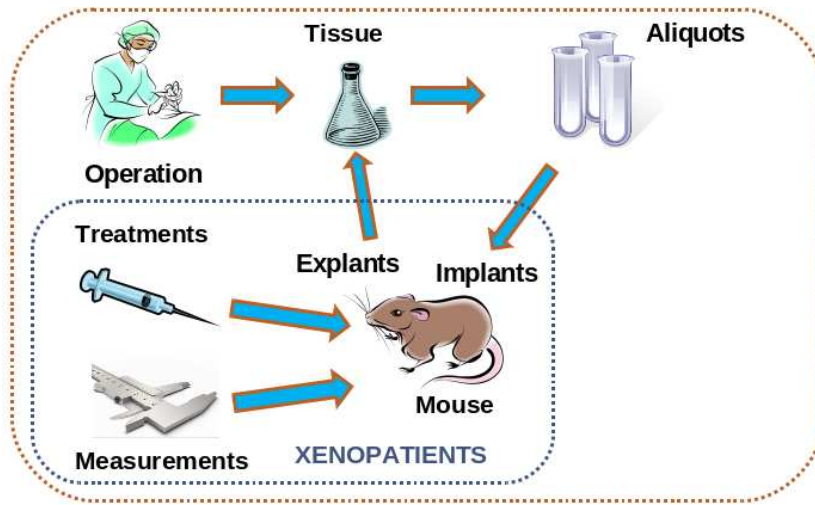 Tissue
Aliquots
Operation
Treatments
Explants
Implants
Mouse
Measurements
XENOPATIENTS